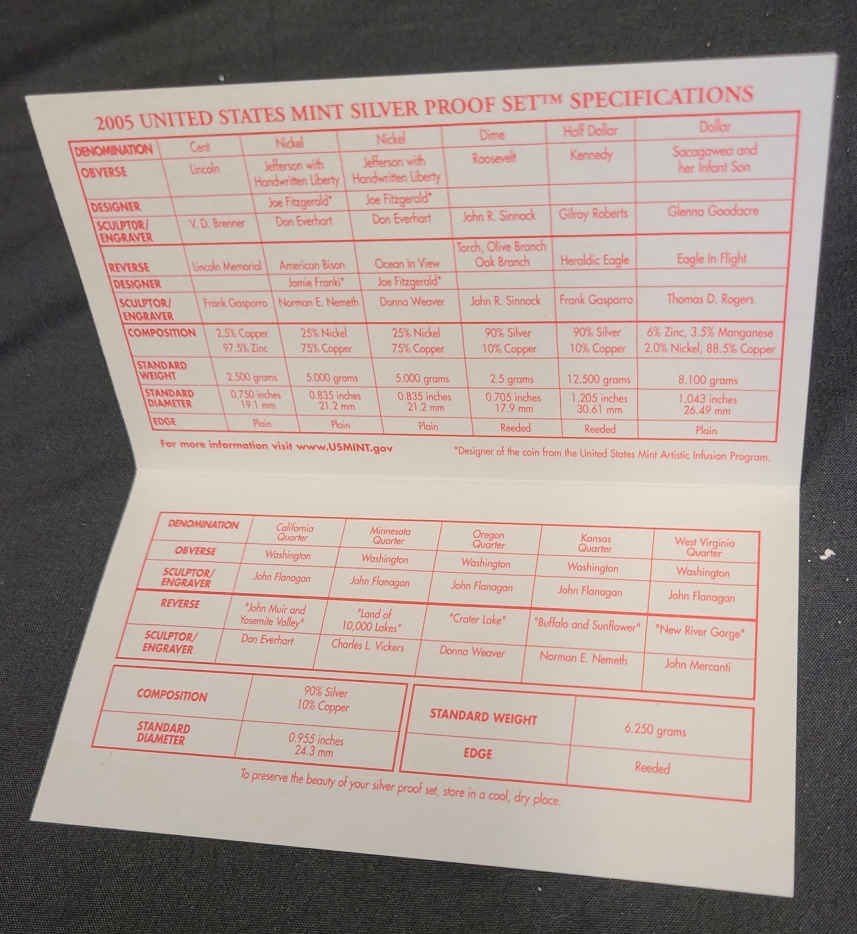 2005 UNITED STATES MINT SILVER PROOF SET™ SPECIFICATIONS
DENOMINATION Cent Nickel Nickel Dime Half Dollar Dollar
OBVERSE Lincoln Jefferson with Jefferson with Roosevelt Kennedy Sacagawea and
Handwritten Liberty Handwritten Liberty her Infant Son
DESIGNER Joe Fitzgerald* Joe Fitzgerald*
SCULPTOR/ V. D. Brenner Don Everhart Don Everhart John R. Sinnock Gilroy Roberts Glenna Goodacre
ENGRAVER
Torch, Olive Branch
REVERSE Lincoln Memorial American Bison Ocean in View Oak Branch Heraldic Eagle Eagle In Flight
DESIGNER Jamie Franki* Joe Fitzgerald*
SCULPTOR/ Frank Gasparro Norman E. Nemeth Donna Weaver John R. Sinnock Frank Gasparro Thomas D. Rogers
ENGRAVER
COMPOSITION 2.5% Copper 25% Nickel 25% Nickel 90% Silver 90% Silver 6% Zinc, 3.5% Manganese
97.5% Zinc 75% Copper 75% Copper 10% Copper 10% Copper 2.0% Nickel, 88.5% Copper
STANDARD
WEIGHT 2.500 grams 5.000 grams 5.000 grams 2.5 grams 12.500 grams 8.100 grams
STANDARD 0.750 inches 0.835 inches 0.835 inches 0.705 inches 1.205 inches 1.043 inches
DIAMETER 19.1 mm 21.2 mm 21.2 mm 17.9 mm 30.61 mm 26.49 mm
EDGE Plain Plain Plain Reeded Reeded Plain
For more information visit www.USMINT.gov *Designer of the coin from the United States Mint Artistic Infusion Program.
DENOMINATION California Minnesota Oregon Kansas West Virginia
Quarter Quarter Quarter Quarter Quarter
OBVERSE Washington Washington Washington Washington Washington
SCULPTOR/ John Flanagan John Flanagan John Flanagan John Flanagan John Flanagan
ENGRAVER
REVERSE "John Muir and "Land of "Crater Lake" "Buffalo and Sunflower" "New River Gorge"
Yosemite Valley" 10,000 Lakes"
SCULPTOR/ Don Everhart Charles L. Vickers Donna Weaver Norman E. Nemeth John Mercanti
ENGRAVER
COMPOSITION 90% Silver
10% Copper
STANDARD 0.955 inches
DIAMETER 24.3 mm
STANDARD WEIGHT 6.250 grams
EDGE Reeded
To preserve the beauty of your silver proof set, store in a cool, dry place.